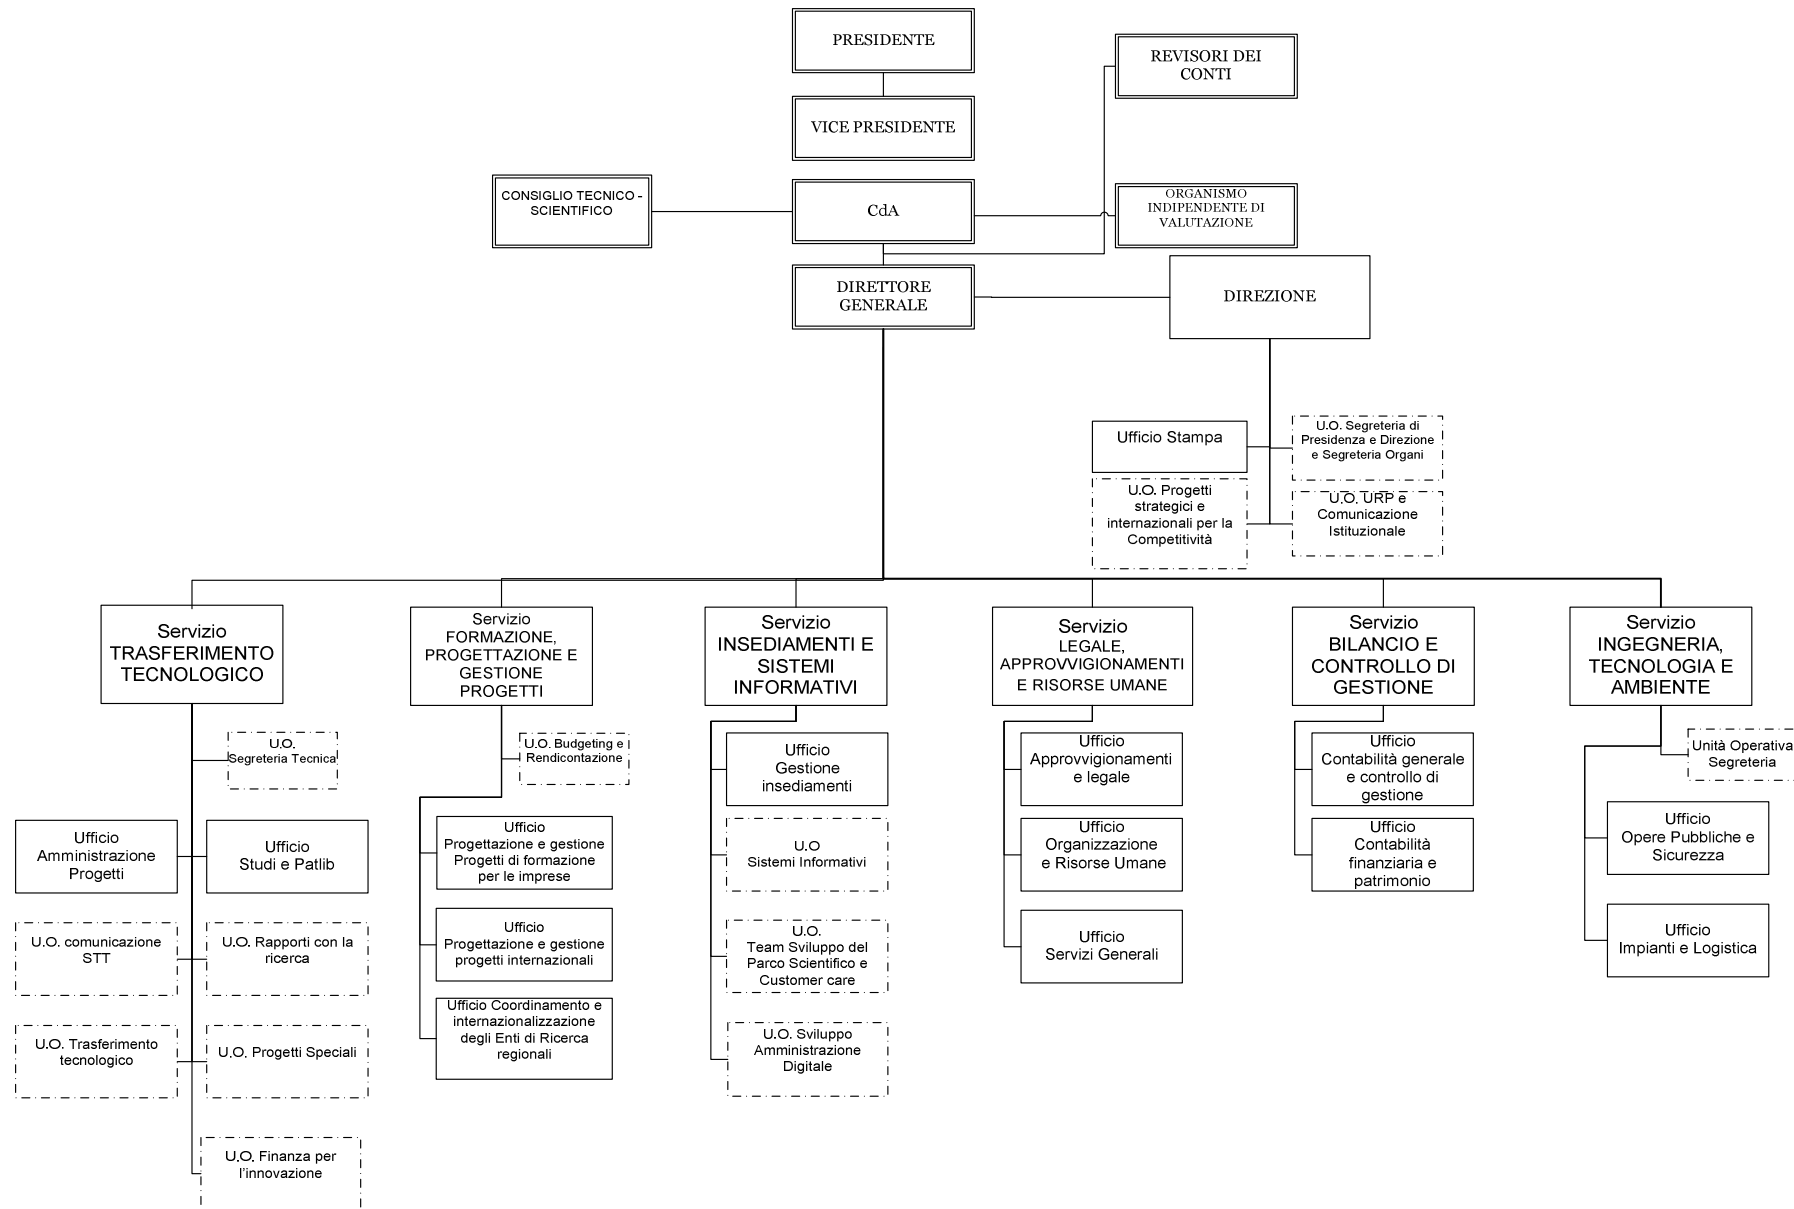 PRESIDENTE
REVISORI DEI
CONTI
VICE PRESIDENTE
CONSIGLIO TECNICO -
SCIENTIFICO
CdA
ORGANISMO
INDIPENDENTE DI
VALUTAZIONE
DIRETTORE
GENERALE
DIREZIONE
Ufficio Stampa
U.O. Segreteria di
Presidenza e Direzione
e Segreteria Organi
U.O. Progetti
strategici e
internazionali per la
Competitività
U.O. URP e
Comunicazione
Istituzionale
Servizio
TRASFERIMENTO
TECNOLOGICO
Servizio
FORMAZIONE,
PROGETTAZIONE E
GESTIONE
PROGETTI
Servizio
INSEDIAMENTI E
SISTEMI
INFORMATIVI
Servizio
LEGALE,
APPROVVIGIONAMENTI
E RISORSE UMANE
Servizio
BILANCIO E
CONTROLLO DI
GESTIONE
Servizio
INGEGNERIA,
TECNOLOGIA E
AMBIENTE
U.O.
Segreteria Tecnica
Ufficio
Amministrazione
Progetti
Ufficio
Studi e Patlib
U.O. comunicazione
STT
U.O. Rapporti con la
ricerca
U.O. Trasferimento
tecnologico
U.O. Progetti Speciali
U.O. Finanza per
l'innovazione
U.O. Budgeting e
Rendicontazione
Ufficio
Progettazione e gestione
Progetti di formazione
per le imprese
Ufficio
Progettazione e gestione
progetti internazionali
Ufficio Coordinamento e
internazionalizzazione
degli Enti di Ricerca
regionali
Ufficio
Gestione
insediamenti
U.O
Sistemi Informativi
U.O.
Team Sviluppo del
Parco Scientifico e
Customer care
U.O. Sviluppo
Amministrazione
Digitale
Ufficio
Approvvigionamenti
e legale
Ufficio
Organizzazione
e Risorse Umane
Ufficio
Servizi Generali
Ufficio
Contabilità generale
e controllo di
gestione
Ufficio
Contabilità
finanziaria e
patrimonio
Unità Operativa
Segreteria
Ufficio
Opere Pubbliche e
Sicurezza
Ufficio
Impianti e Logistica